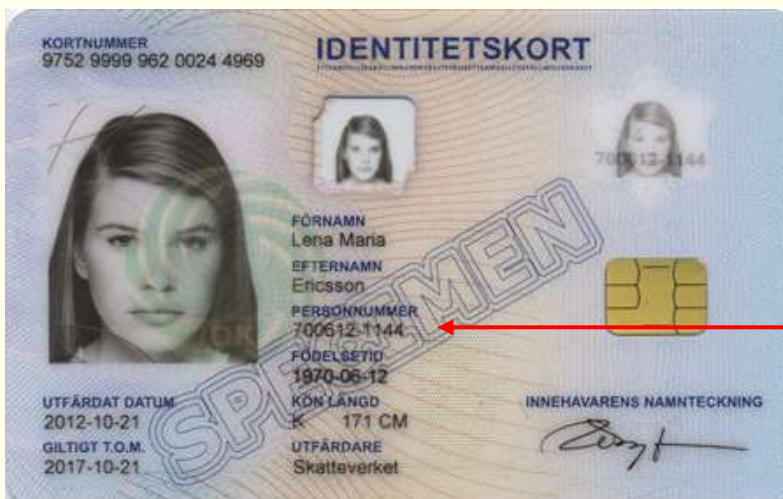 KORTNUMMER
9752 9999 962 0024 4969
IDENTITETSKORT
700612-1144
FÖRNAMN
Lena Maria
EFTERNAMN
Ericsson
PERSONNUMMER
700612-1144
FÖDELSETID
1970-06-12
KÖN LÄNGD
K 171 CM
UTFÄRDARE
Skatteverket
UTFÄRDAT DATUM
2012-10-21
GILTIGT T.O.M.
2017-10-21
INNEHAVARENS NAMNTECKNING
SPECIMEN